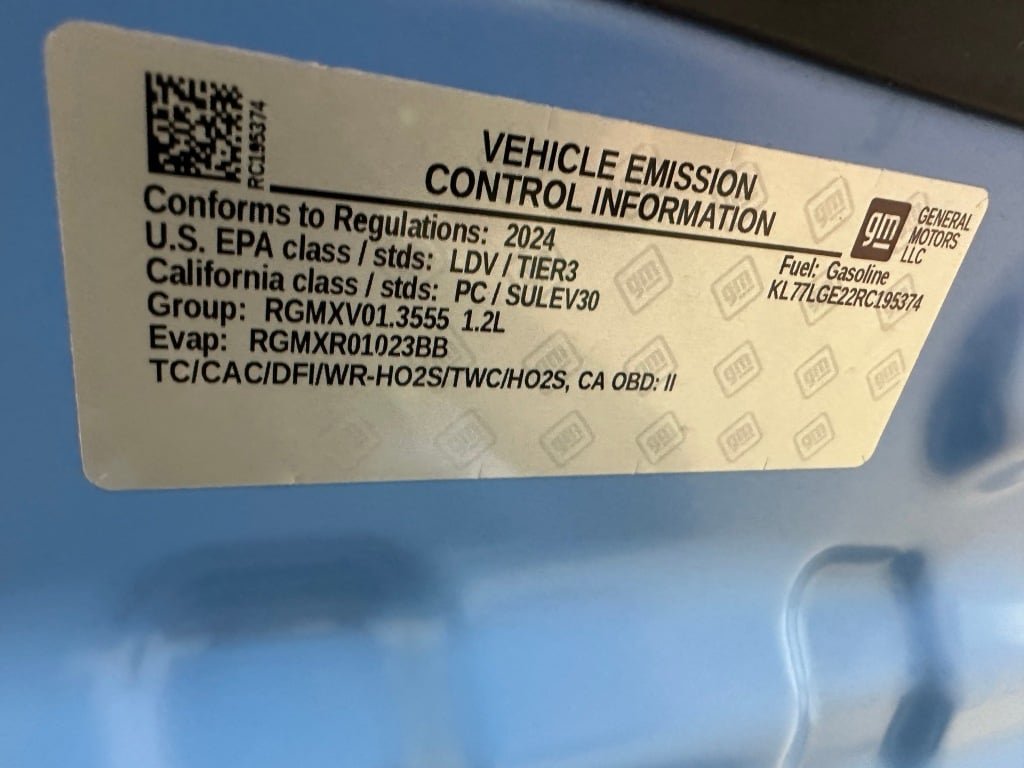 RC195374
VEHICLE EMISSION
CONTROL INFORMATION
gm
GENERAL
MOTORS
LLC
Conforms to Regulations: 2024
U.S. EPA class / stds: LDV / TIER3
California class / stds: PC / SULEV30
Group: RGMXV01.3555 1.2L
Evap: RGMXR01023BB
TC/CAC/DFI/WR-HO2S/TWC/HO2S, CA OBD: II
Fuel: Gasoline
KL77LGE22RC195374